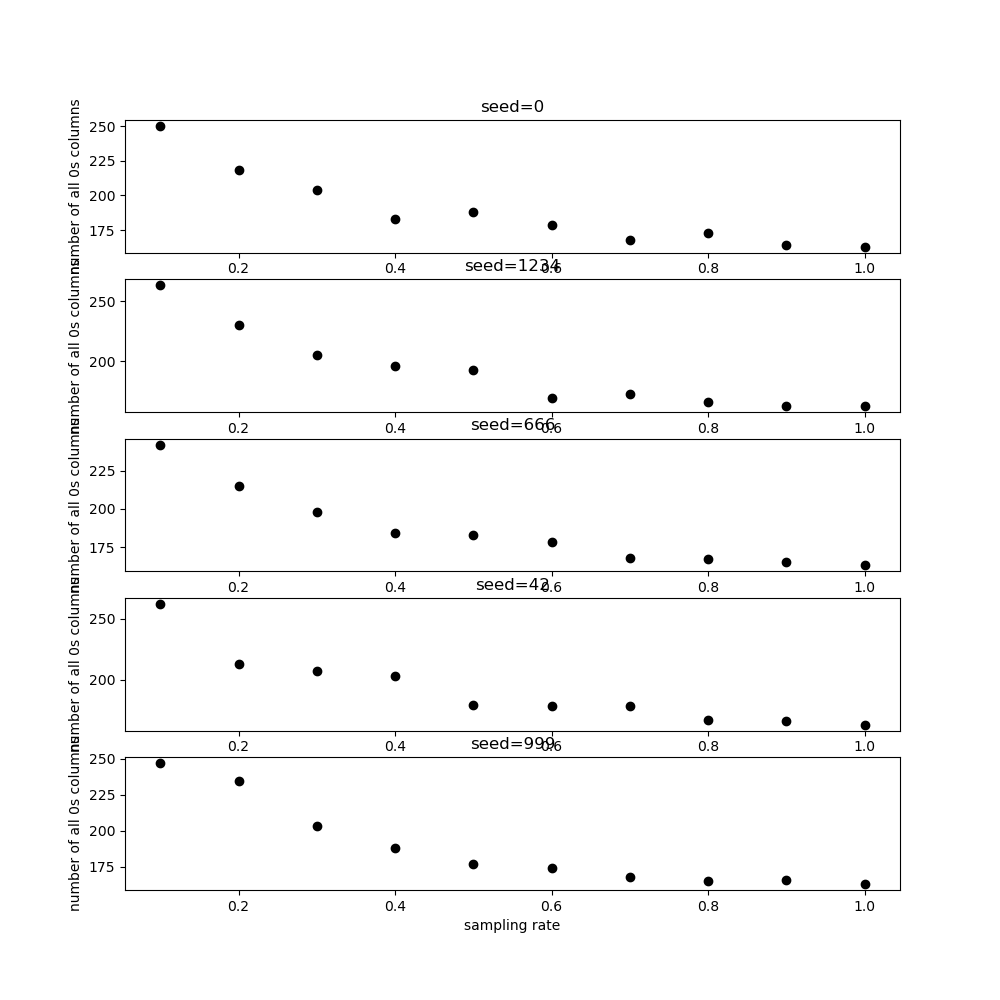 seed=0
number of all 0s columns
250
225
200
175
0.2 0.4 0.6 0.8 1.0
seed=1234
number of all 0s columns
250
200
0.2 0.4 0.6 0.8 1.0
seed=666
number of all 0s columns
225
200
175
0.2 0.4 0.6 0.8 1.0
seed=42
number of all 0s columns
250
200
0.2 0.4 0.6 0.8 1.0
seed=999
number of all 0s columns
250
225
200
175
0.2 0.4 0.6 0.8 1.0
sampling rate